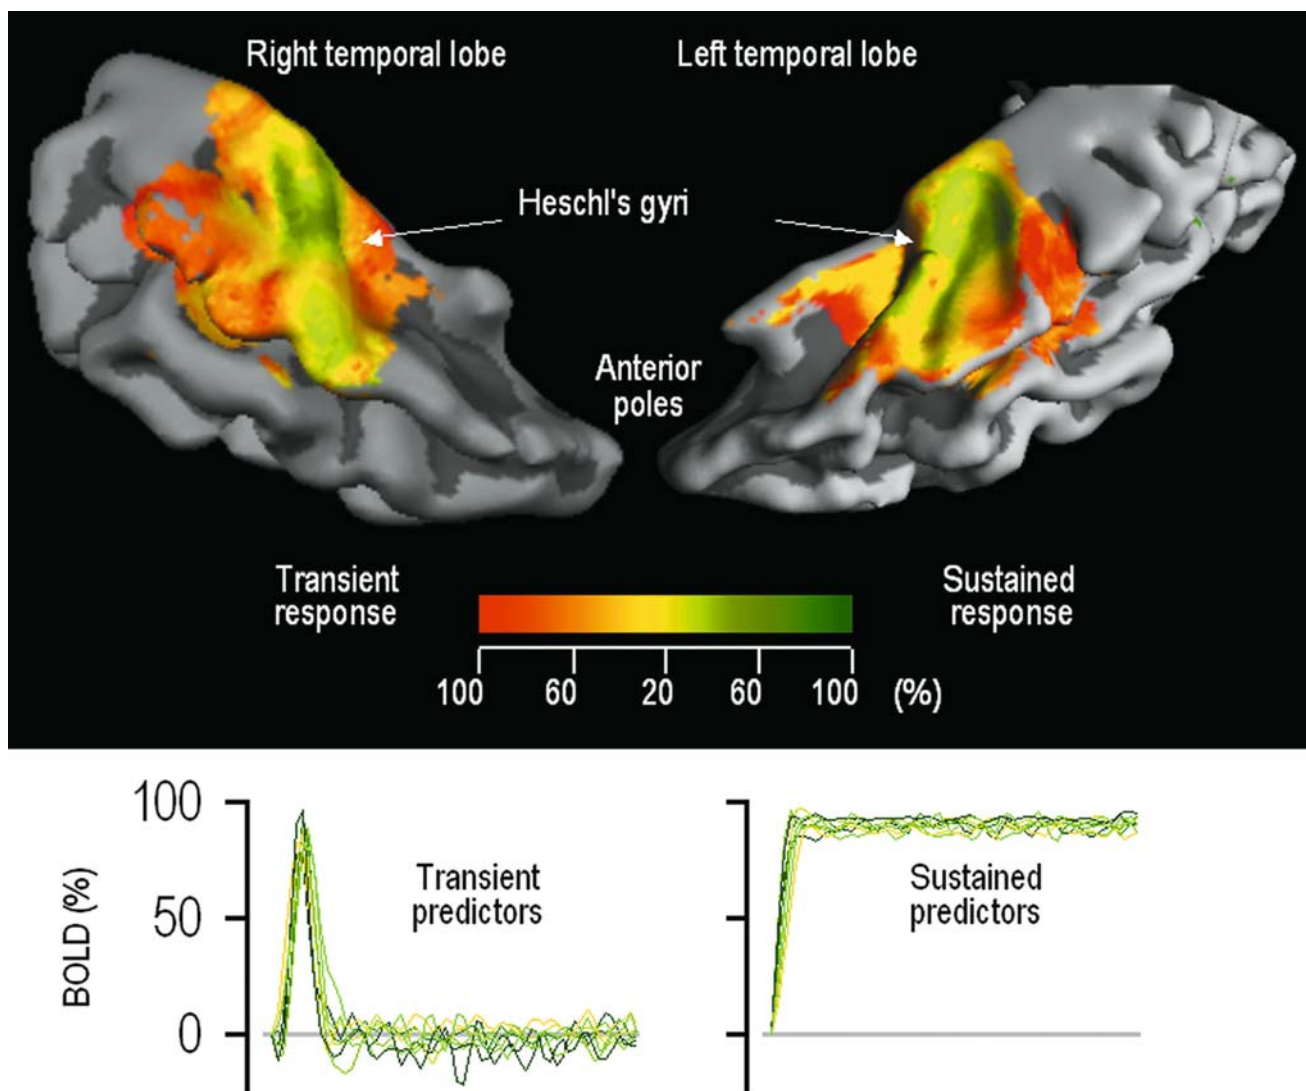 Right temporal lobe
Left temporal lobe
Heschl's gyri
Anterior
poles
Transient
response
Sustained
response
100 60 20 60 100 (%)
100
50
0
BOLD (%)
Transient
predictors
Sustained
predictors